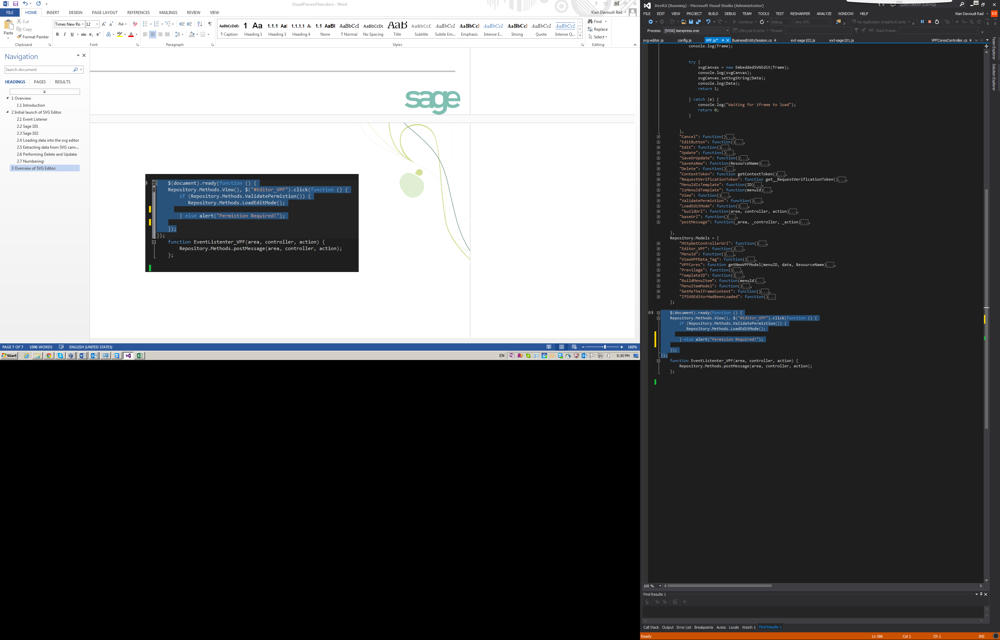 VisualProcessFlow.docx - Word
FILE HOME INSERT DESIGN PAGE LAYOUT REFERENCES MAILINGS REVIEW VIEW
Kian Davoudi Rad
Paste
Cut
Copy
Format Painter
Times New Ro 12
AaBbCcDdEe 1 Aa 1.1.1 Aal 1.1.1.1 A 1.1 AaBl AaBbCcI AaBbCcDc AaB AaBbCcD AaBbCcL AaBbCcI AaBbCcL AaBbCcI AaBbCcL AaBbCcL
¶ Caption Heading 1 Heading 3 Heading 4 None ¶ Normal No Spacing Title Subtitle Subtle Em... Emphasis Intense E... Strong Quote Intense Q...
Find
Replace
Select
Clipboard Font Paragraph Styles Editing
Navigation
Search document
HEADINGS PAGES RESULTS
1 Overview
1.1 Introduction
2 Initial launch of SVG Editor
2.1 Event Listener
2.2 Sage 101
2.3 Sage 102
2.4 Loading data into the svg editor
2.5 Extracting data from SVG canv...
2.6 Performing Delete and Update:
2.7 Numbering:
3 Overview of SVG Editor:
sage
$(document).ready(function () {
Repository.Methods.View(), $("#Editor_VPF").click(function () {
if (Repository.Methods.ValidatePermistion()) {
Repository.Methods.LoadEditMode();
} else alert("Permistion Required!");
});
});
function EventListenter_VPF(area, controller, action) {
Repository.Methods.postMessage(area, controller, action);
};
PAGE 7 OF 7 1096 WORDS ENGLISH (UNITED STATES) 160%
Start EN 5:30 PM
DevR2 (Running) - Microsoft Visual Studio (Administrator)
9 Quick Launch (Ctrl+Q)
FILE EDIT VIEW PROJECT BUILD DEBUG TEAM TOOLS TEST RESHARPER ANALYZE WINDOW HELP Kian Davoudi Rad KR
Continue Debug Any CPU No Application Insights Events
Process: [9556] iisexpress.exe Lifecycle Events Thread: Stack Frame:
svg-editor.js config.js VPF.js* BusinessEntitySession.cs ext-sage102.js ext-sage101.js VPFCoresController.cs
Team Explorer
Solution Explorer
console.log(frame);
try {
svgCanvas = new EmbeddedSVGEdit(frame);
console.log(svgCanvas);
svgCanvas.setSvgString(Data);
console.log(Data);
return 1;
} catch (e) {
console.log("Waiting for iframe to load");
return 0;
}
},
"Cancel": function()...,
"EditButton": function()...,
"Edit": function()...,
"Update": function()...,
"SaveOrUpdate": function()...,
"SaveAsNew": function(ResourceName)...,
"Delete": function()...,
"ContextToken": function getContextToken()...,
"RequestVerificationToken": function get__RequestVerificationToken()...,
"MenuIdIsTemplate": function(ID)...,
"IsMenuIdTemplate": function(menuId)...,
"View": function()...,
"ValidatePermistion": function()...,
"LoadEditMode": function()...,
"buildUrl": function(area, controller, action)...,
"baseUrl": function()...,
"postMessage": function(_area, _controller, _action)...,
},
Repository.Models = {
"HttpGetControllerUrl": function()...,
"Editor_VPF": function()...,
"MenuId": function()...,
"ViewVPFData_Tag": function()...,
"VPFCores": function getNewVPFModel(menuID, data, ResourceName)...,
"Previlage": function()...,
"TemplateID": function()...,
"BuildMenuItem": function(menuId)...,
"MenuItemModel": function()...,
"GetMeTheIframeContent": function()...,
"IfSVGEditorHadBeenLoaded": function()...
};
$(document).ready(function () {
Repository.Methods.View(), $("#Editor_VPF").click(function () {
if (Repository.Methods.ValidatePermistion()) {
Repository.Methods.LoadEditMode();
} else alert("Permision Required!");
});
});
function EventListenter_VPF(area, controller, action) {
Repository.Methods.postMessage(area, controller, action);
};
100 %
Find Results 1
Call Stack Output Error List Breakpoints Autos Locals Watch 1 Find Results 1
Ready Ln 586 Col 1 Ch 1 INS